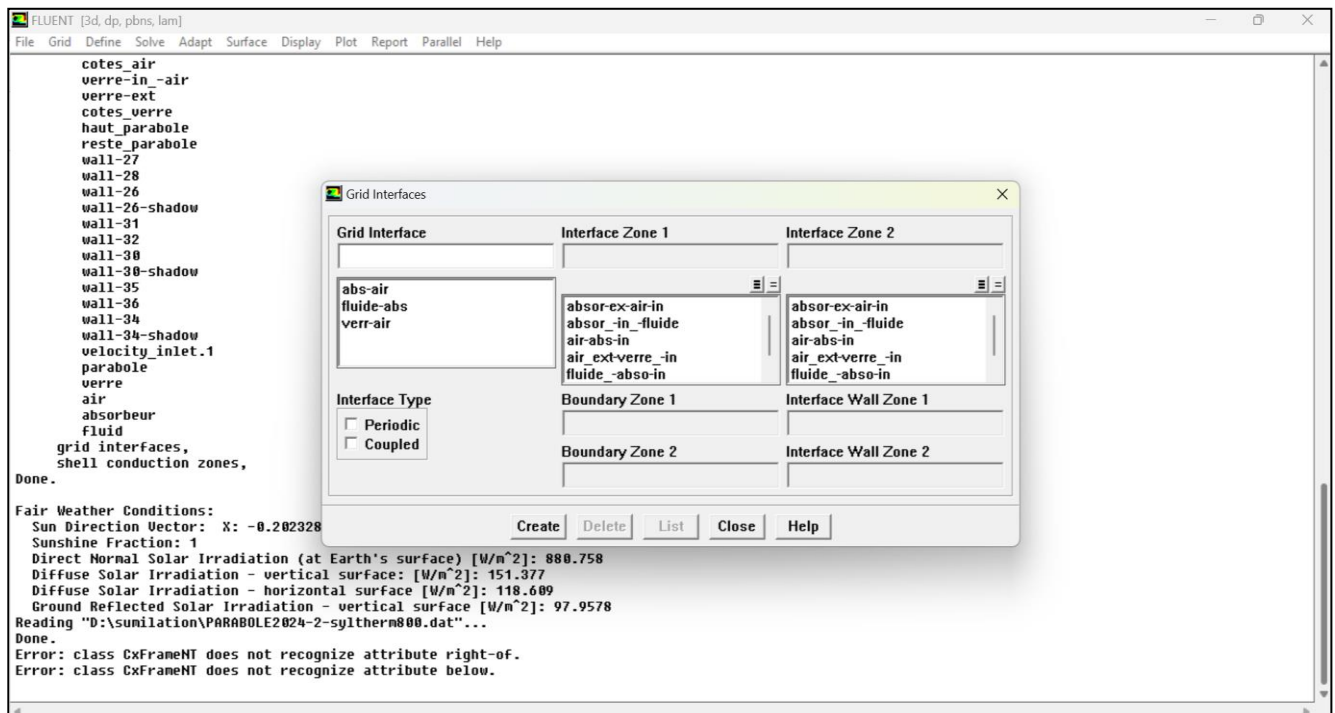 FLUENT [3d, dp, pbns, lam]
File Grid Define Solve Adapt Surface Display Plot Report Parallel Help
cotes_air
verre-in_-air
verre-ext
cotes_verre
haut_parabole
reste_parabole
wall-27
wall-28
wall-26
wall-26-shadow
wall-31
wall-32
wall-30
wall-30-shadow
wall-35
wall-36
wall-34
wall-34-shadow
velocity_inlet.1
parabole
verre
air
absorbeur
fluid
grid interfaces,
shell conduction zones,
Done.
Fair Weather Conditions:
Sun Direction Vector: X: -0.202328
Sunshine Fraction: 1
Direct Normal Solar Irradiation (at Earth's surface) [W/m^2]: 880.758
Diffuse Solar Irradiation - vertical surface: [W/m^2]: 151.377
Diffuse Solar Irradiation - horizontal surface [W/m^2]: 118.609
Ground Reflected Solar Irradiation - vertical surface [W/m^2]: 97.9578
Reading "D:\sumilation\PARABOLE2024-2-syltherm800.dat"...
Done.
Error: class CxFrameNT does not recognize attribute right-of.
Error: class CxFrameNT does not recognize attribute below.
Grid Interfaces
Grid Interface
abs-air
fluide-abs
verr-air
Interface Type
Periodic
Coupled
Interface Zone 1
absor-ex-air-in
absor_-in_-fluide
air-abs-in
air_ext-verre_-in
fluide_-abso-in
Boundary Zone 1
Boundary Zone 2
Interface Zone 2
absor-ex-air-in
absor_-in_-fluide
air-abs-in
air_ext-verre_-in
fluide_-abso-in
Interface Wall Zone 1
Interface Wall Zone 2
Create Delete List Close Help